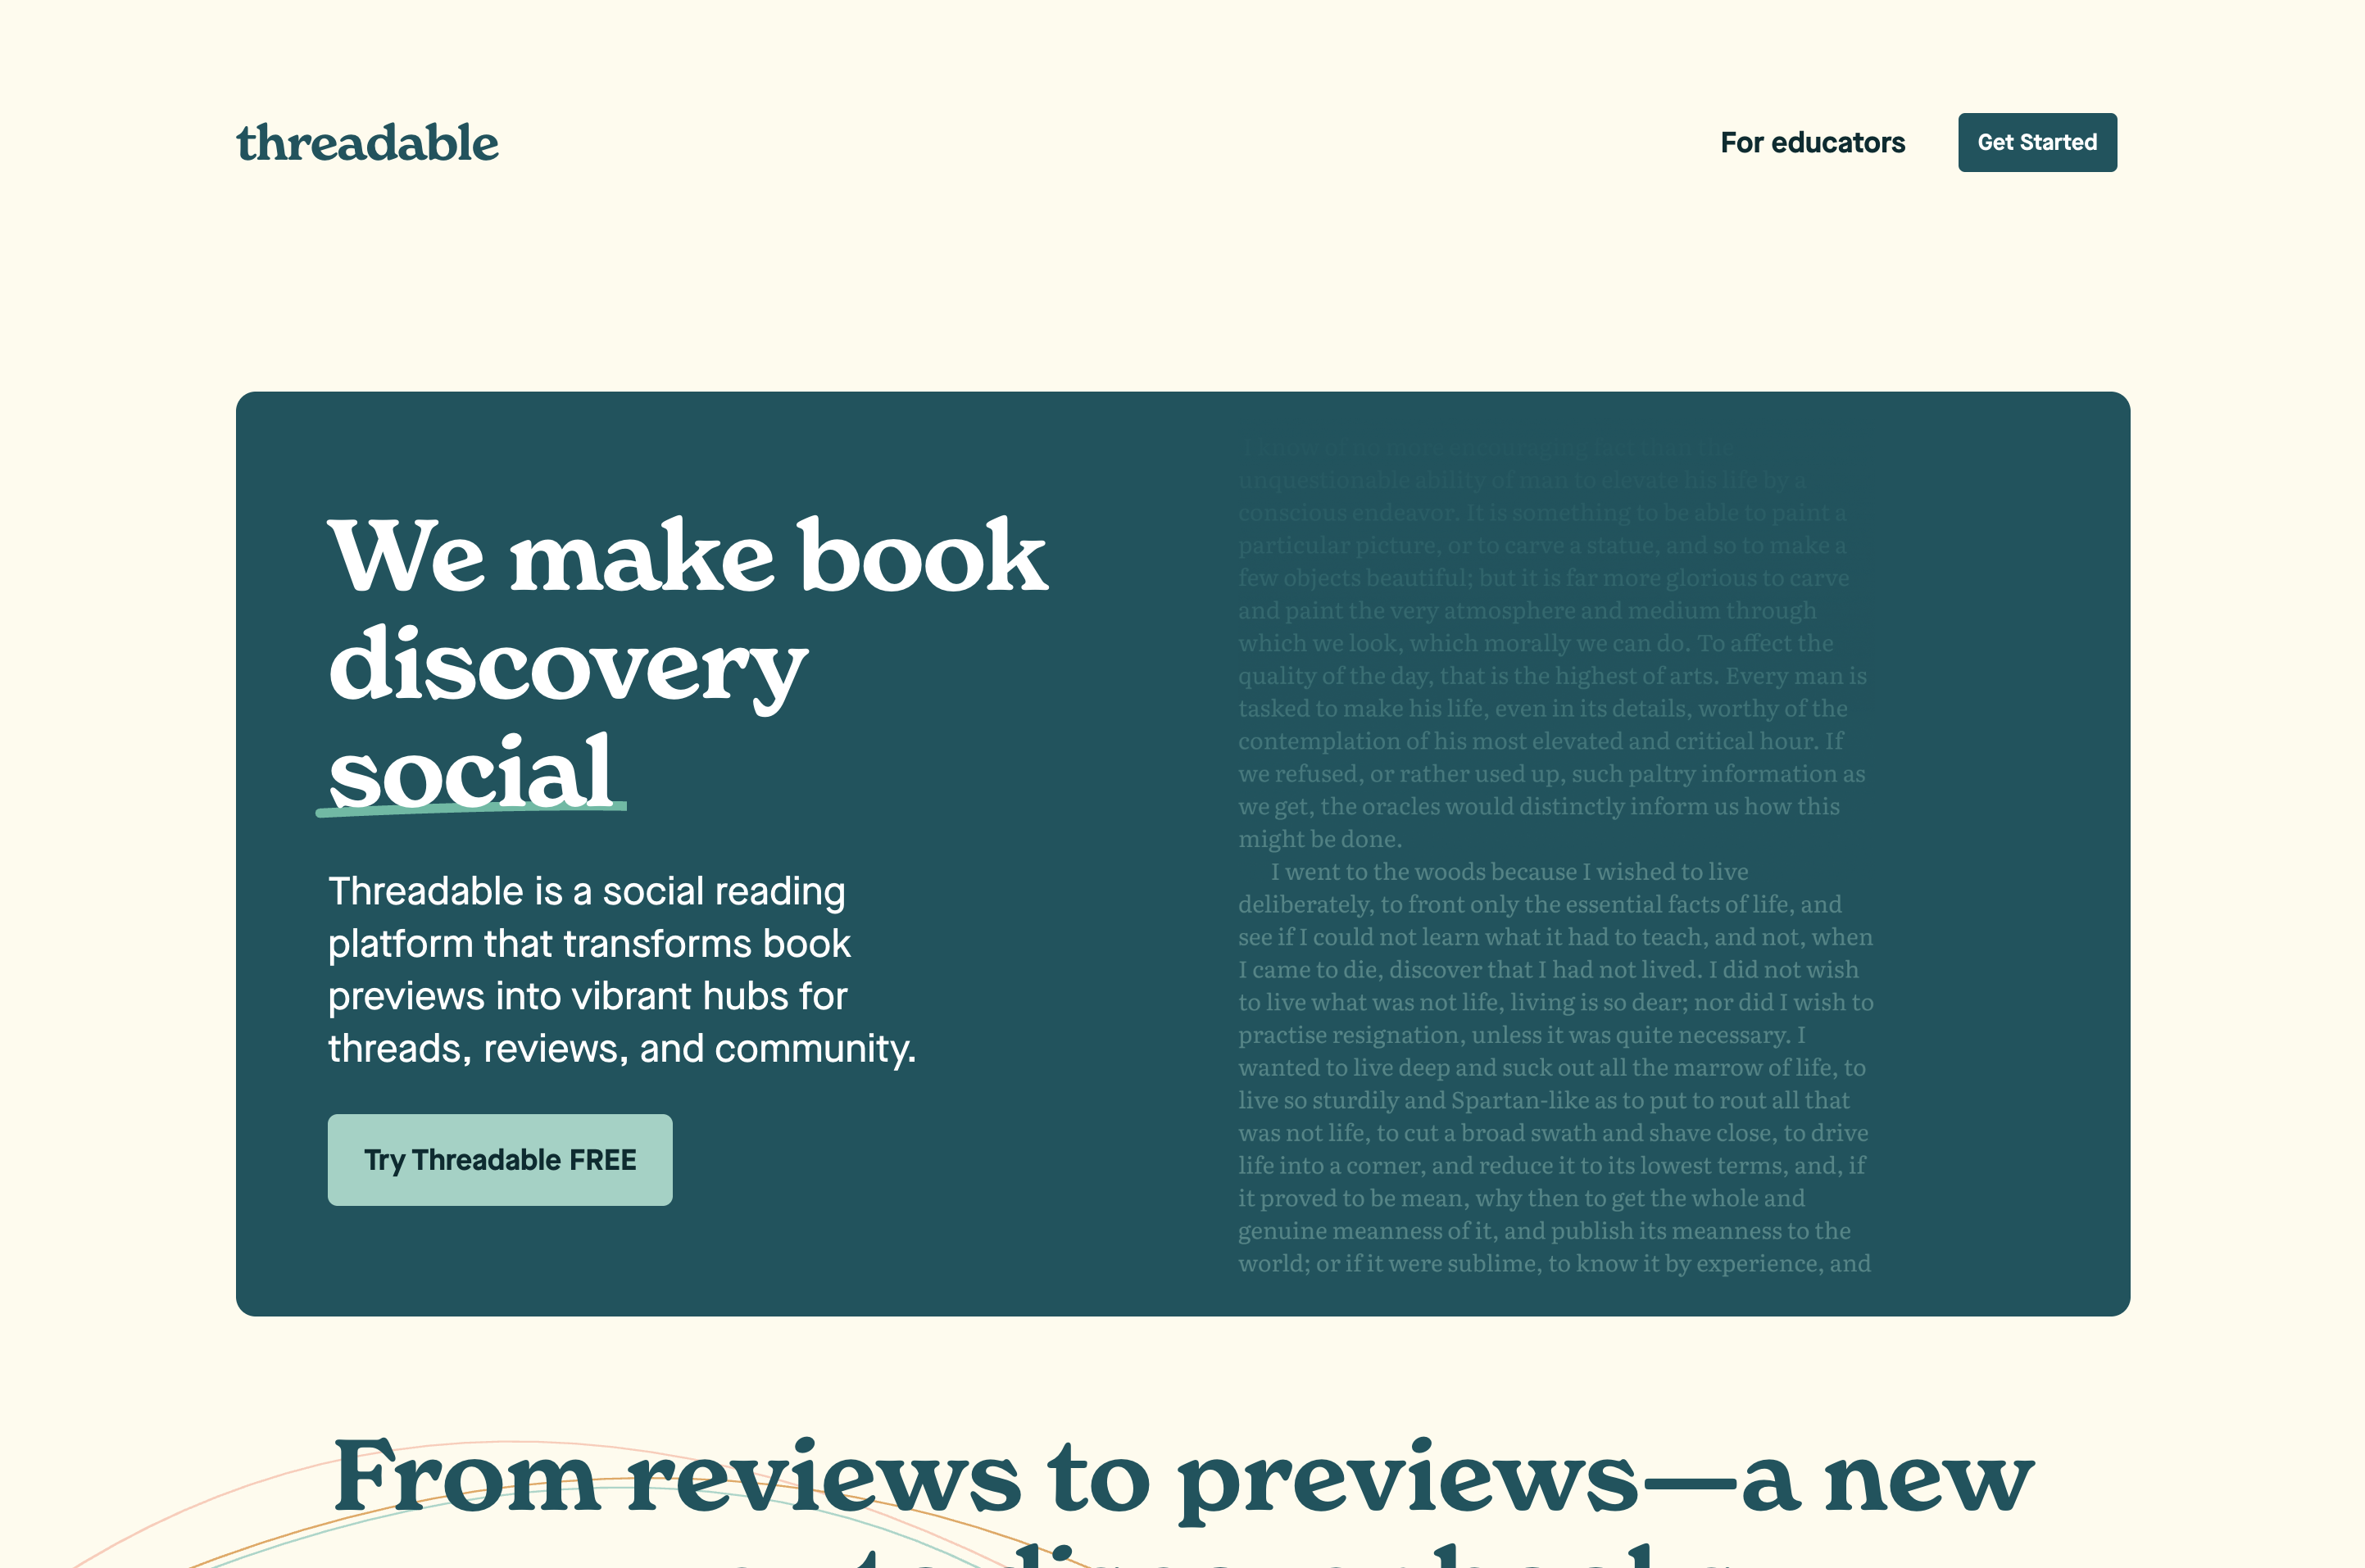 threadable
For educators
Get Started
We make book
discovery
social
Threadable is a social reading
platform that transforms book
previews into vibrant hubs for
threads, reviews, and community.
Try Threadable FREE
I know of no more encouraging fact than the
unquestionable ability of man to elevate his life by a
conscious endeavor. It is something to be able to paint a
particular picture, or to carve a statue, and so to make a
few objects beautiful; but it is far more glorious to carve
and paint the very atmosphere and medium through
which we look, which morally we can do. To affect the
quality of the day, that is the highest of arts. Every man is
tasked to make his life, even in its details, worthy of the
contemplation of his most elevated and critical hour. If
we refused, or rather used up, such paltry information as
we get, the oracles would distinctly inform us how this
might be done.
I went to the woods because I wished to live
deliberately, to front only the essential facts of life, and
see if I could not learn what it had to teach, and not, when
I came to die, discover that I had not lived. I did not wish
to live what was not life, living is so dear; nor did I wish to
practise resignation, unless it was quite necessary. I
wanted to live deep and suck out all the marrow of life, to
live so sturdily and Spartan-like as to put to rout all that
was not life, to cut a broad swath and shave close, to drive
life into a corner, and reduce it to its lowest terms, and, if
it proved to be mean, why then to get the whole and
genuine meanness of it, and publish its meanness to the
world; or if it were sublime, to know it by experience, and
From reviews to previews—a new